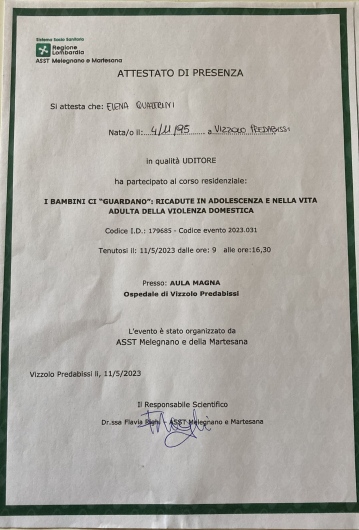 Sistema Socio Sanitario
Regione
Lombardia
ASST Melegnano e Martesana
ATTESTATO DI PRESENZA
Si attesta che: ELENA QUATRINI
Nata/o il: 4/11/95 a VIZZOLO PREDABISSI
in qualità UDITORE
ha partecipato al corso residenziale:
I BAMBINI CI "GUARDANO": RICADUTE IN ADOLESCENZA E NELLA VITA
ADULTA DELLA VIOLENZA DOMESTICA
Codice I.D.: 179685 - Codice evento 2023.031
Tenutosi il: 11/5/2023 dalle ore: 9 alle ore:16,30
Presso: AULA MAGNA
Ospedale di Vizzolo Predabissi
L'evento è stato organizzato da
ASST Melegnano e della Martesana
Vizzolo Predabissi li, 11/5/2023
Il Responsabile Scientifico
Dr.ssa Flavia Righi - ASST Melegnano e Martesana